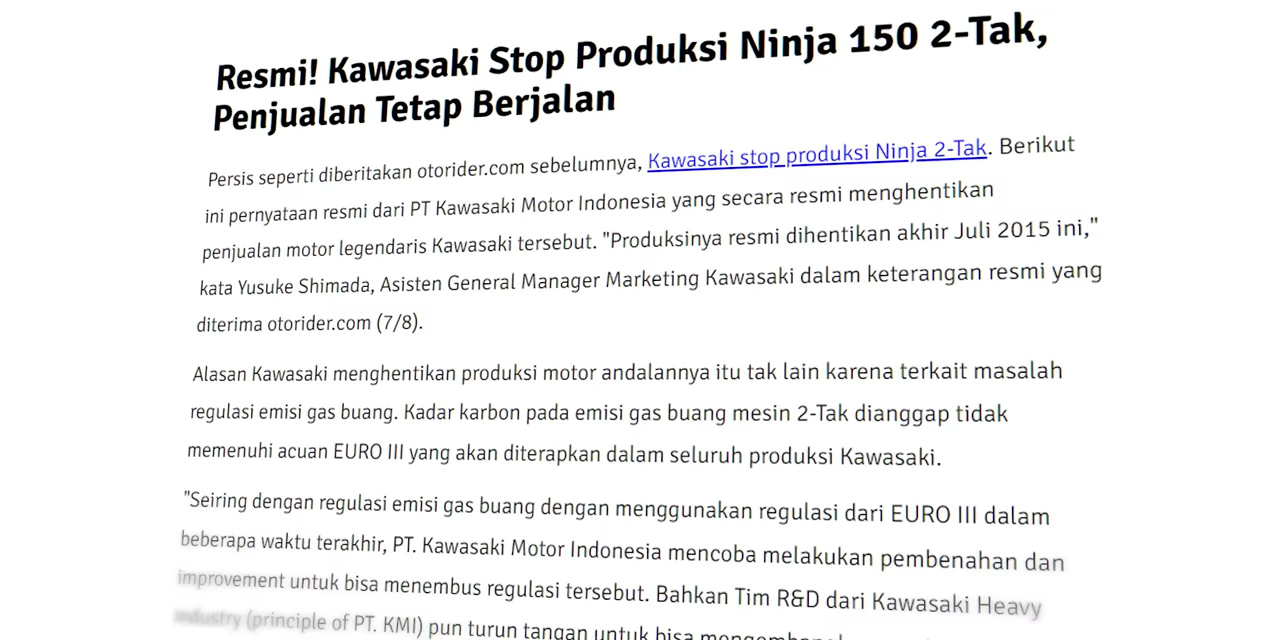 Resmi! Kawasaki Stop Produksi Ninja 150 2-Tak,
Penjualan Tetap Berjalan
Persis seperti diberitakan otorider.com sebelumnya, Kawasaki stop produksi Ninja 2-Tak. Berikut
ini pernyataan resmi dari PT Kawasaki Motor Indonesia yang secara resmi menghentikan
penjualan motor legendaris Kawasaki tersebut. "Produksinya resmi dihentikan akhir Juli 2015 ini,"
kata Yusuke Shimada, Asisten General Manager Marketing Kawasaki dalam keterangan resmi yang
diterima otorider.com (7/8).
Alasan Kawasaki menghentikan produksi motor andalannya itu tak lain karena terkait masalah
regulasi emisi gas buang. Kadar karbon pada emisi gas buang mesin 2-Tak dianggap tidak
memenuhi acuan EURO III yang akan diterapkan dalam seluruh produksi Kawasaki.
"Seiring dengan regulasi emisi gas buang dengan menggunakan regulasi dari EURO III dalam
beberapa waktu terakhir, PT. Kawasaki Motor Indonesia mencoba melakukan pembenahan dan
improvement untuk bisa menembus regulasi tersebut. Bahkan Tim R&D dari Kawasaki Heavy
industry (principle of PT. KMI) pun turun tangan untuk bisa